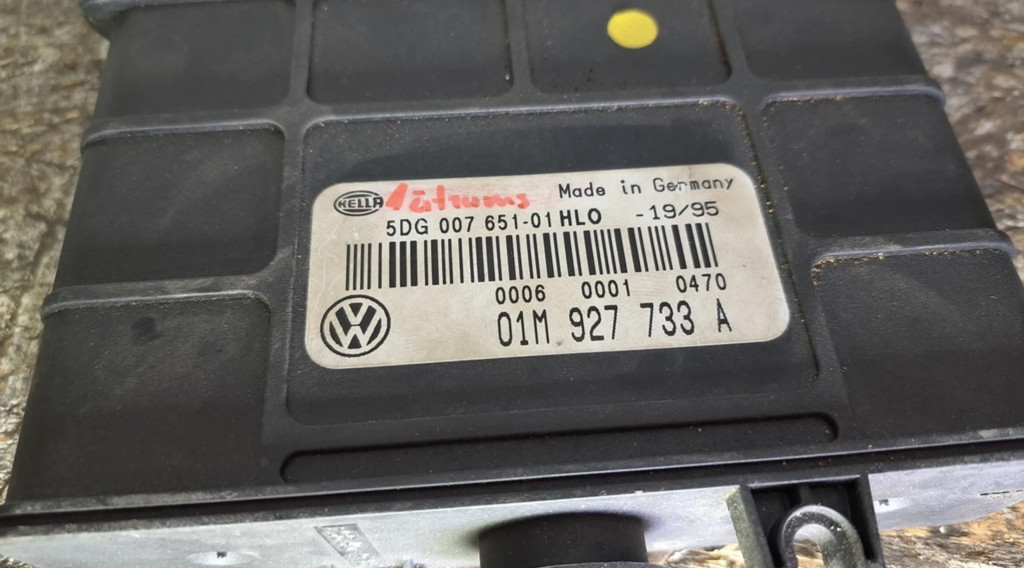 HELLA
Made in Germany
5DG 007 651-01 HLO -19/95
0006 0001 0470
01M 927 733 A